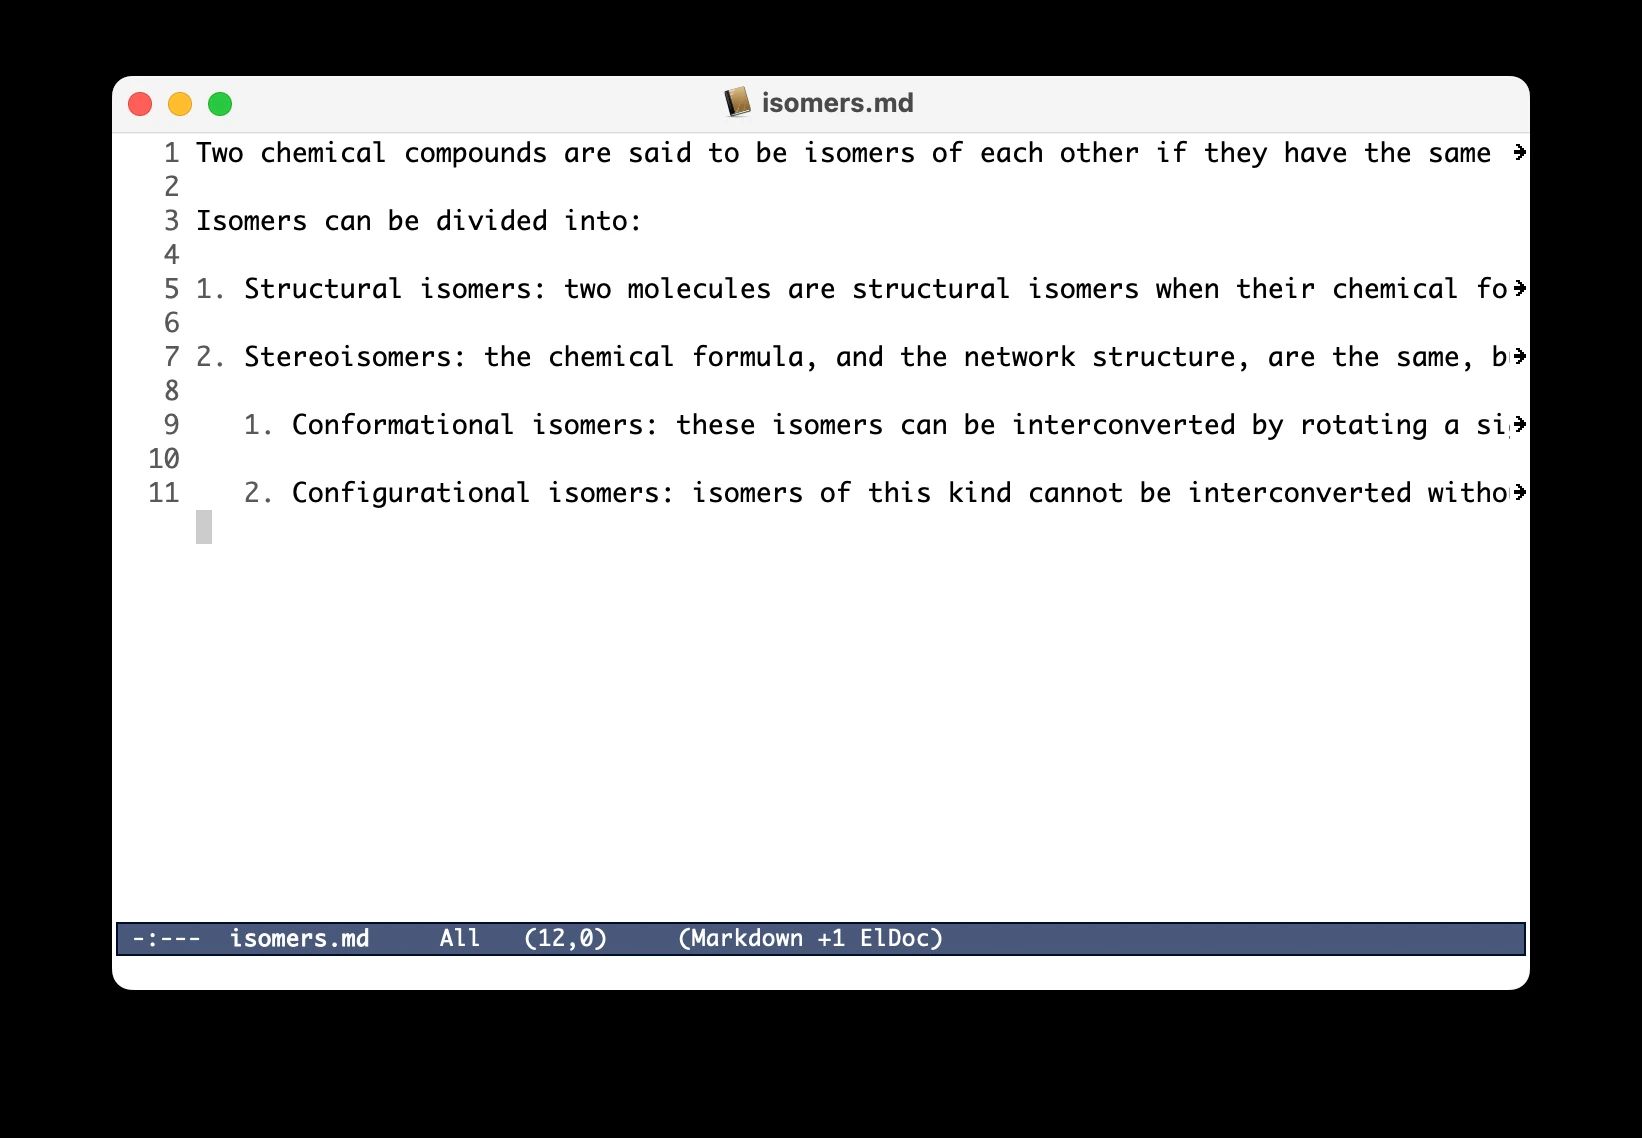 isomers.md
1 Two chemical compounds are said to be isomers of each other if they have the same
2
3 Isomers can be divided into:
4
5 1. Structural isomers: two molecules are structural isomers when their chemical fo
6
7 2. Stereoisomers: the chemical formula, and the network structure, are the same, b
8
9 1. Conformational isomers: these isomers can be interconverted by rotating a si
10
11 2. Configurational isomers: isomers of this kind cannot be interconverted witho
-:--- isomers.md All (12,0) (Markdown +1 ElDoc)